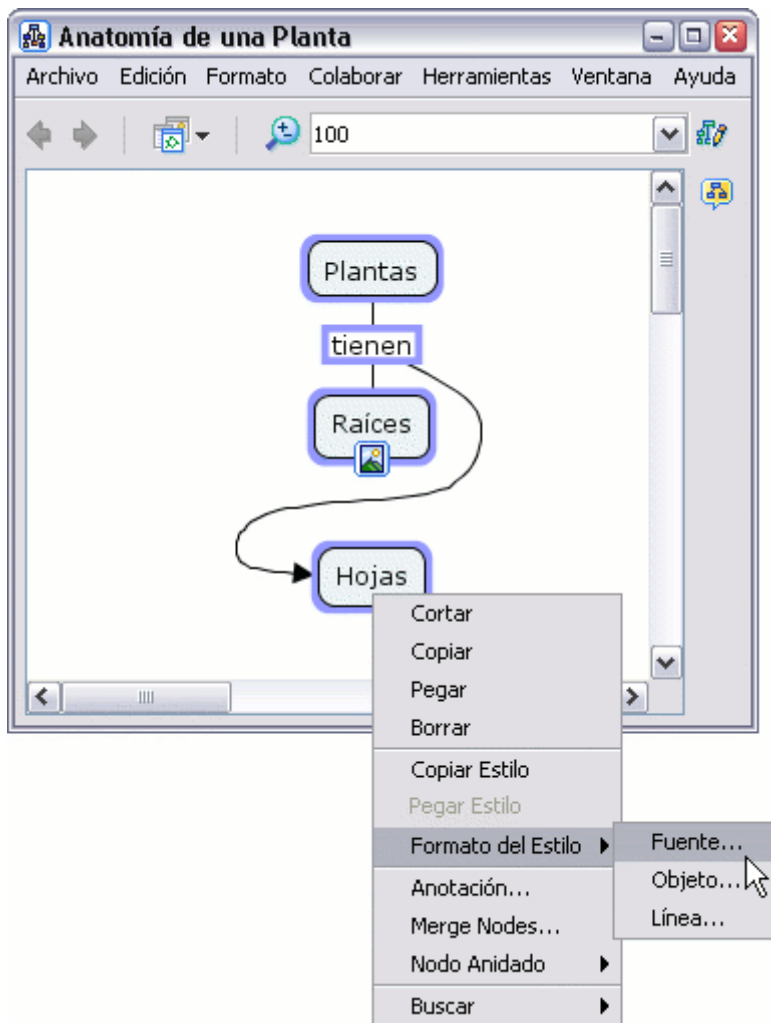 Anatomía de una Planta
Archivo Edición Formato Colaborar Herramientas Ventana Ayuda
100
Plantas
tienen
Raíces
Hojas
Cortar
Copiar
Pegar
Borrar
Copiar Estilo
Pegar Estilo
Formato del Estilo
Fuente...
Objeto...
Línea...
Anotación...
Merge Nodes...
Nodo Anidado
Buscar